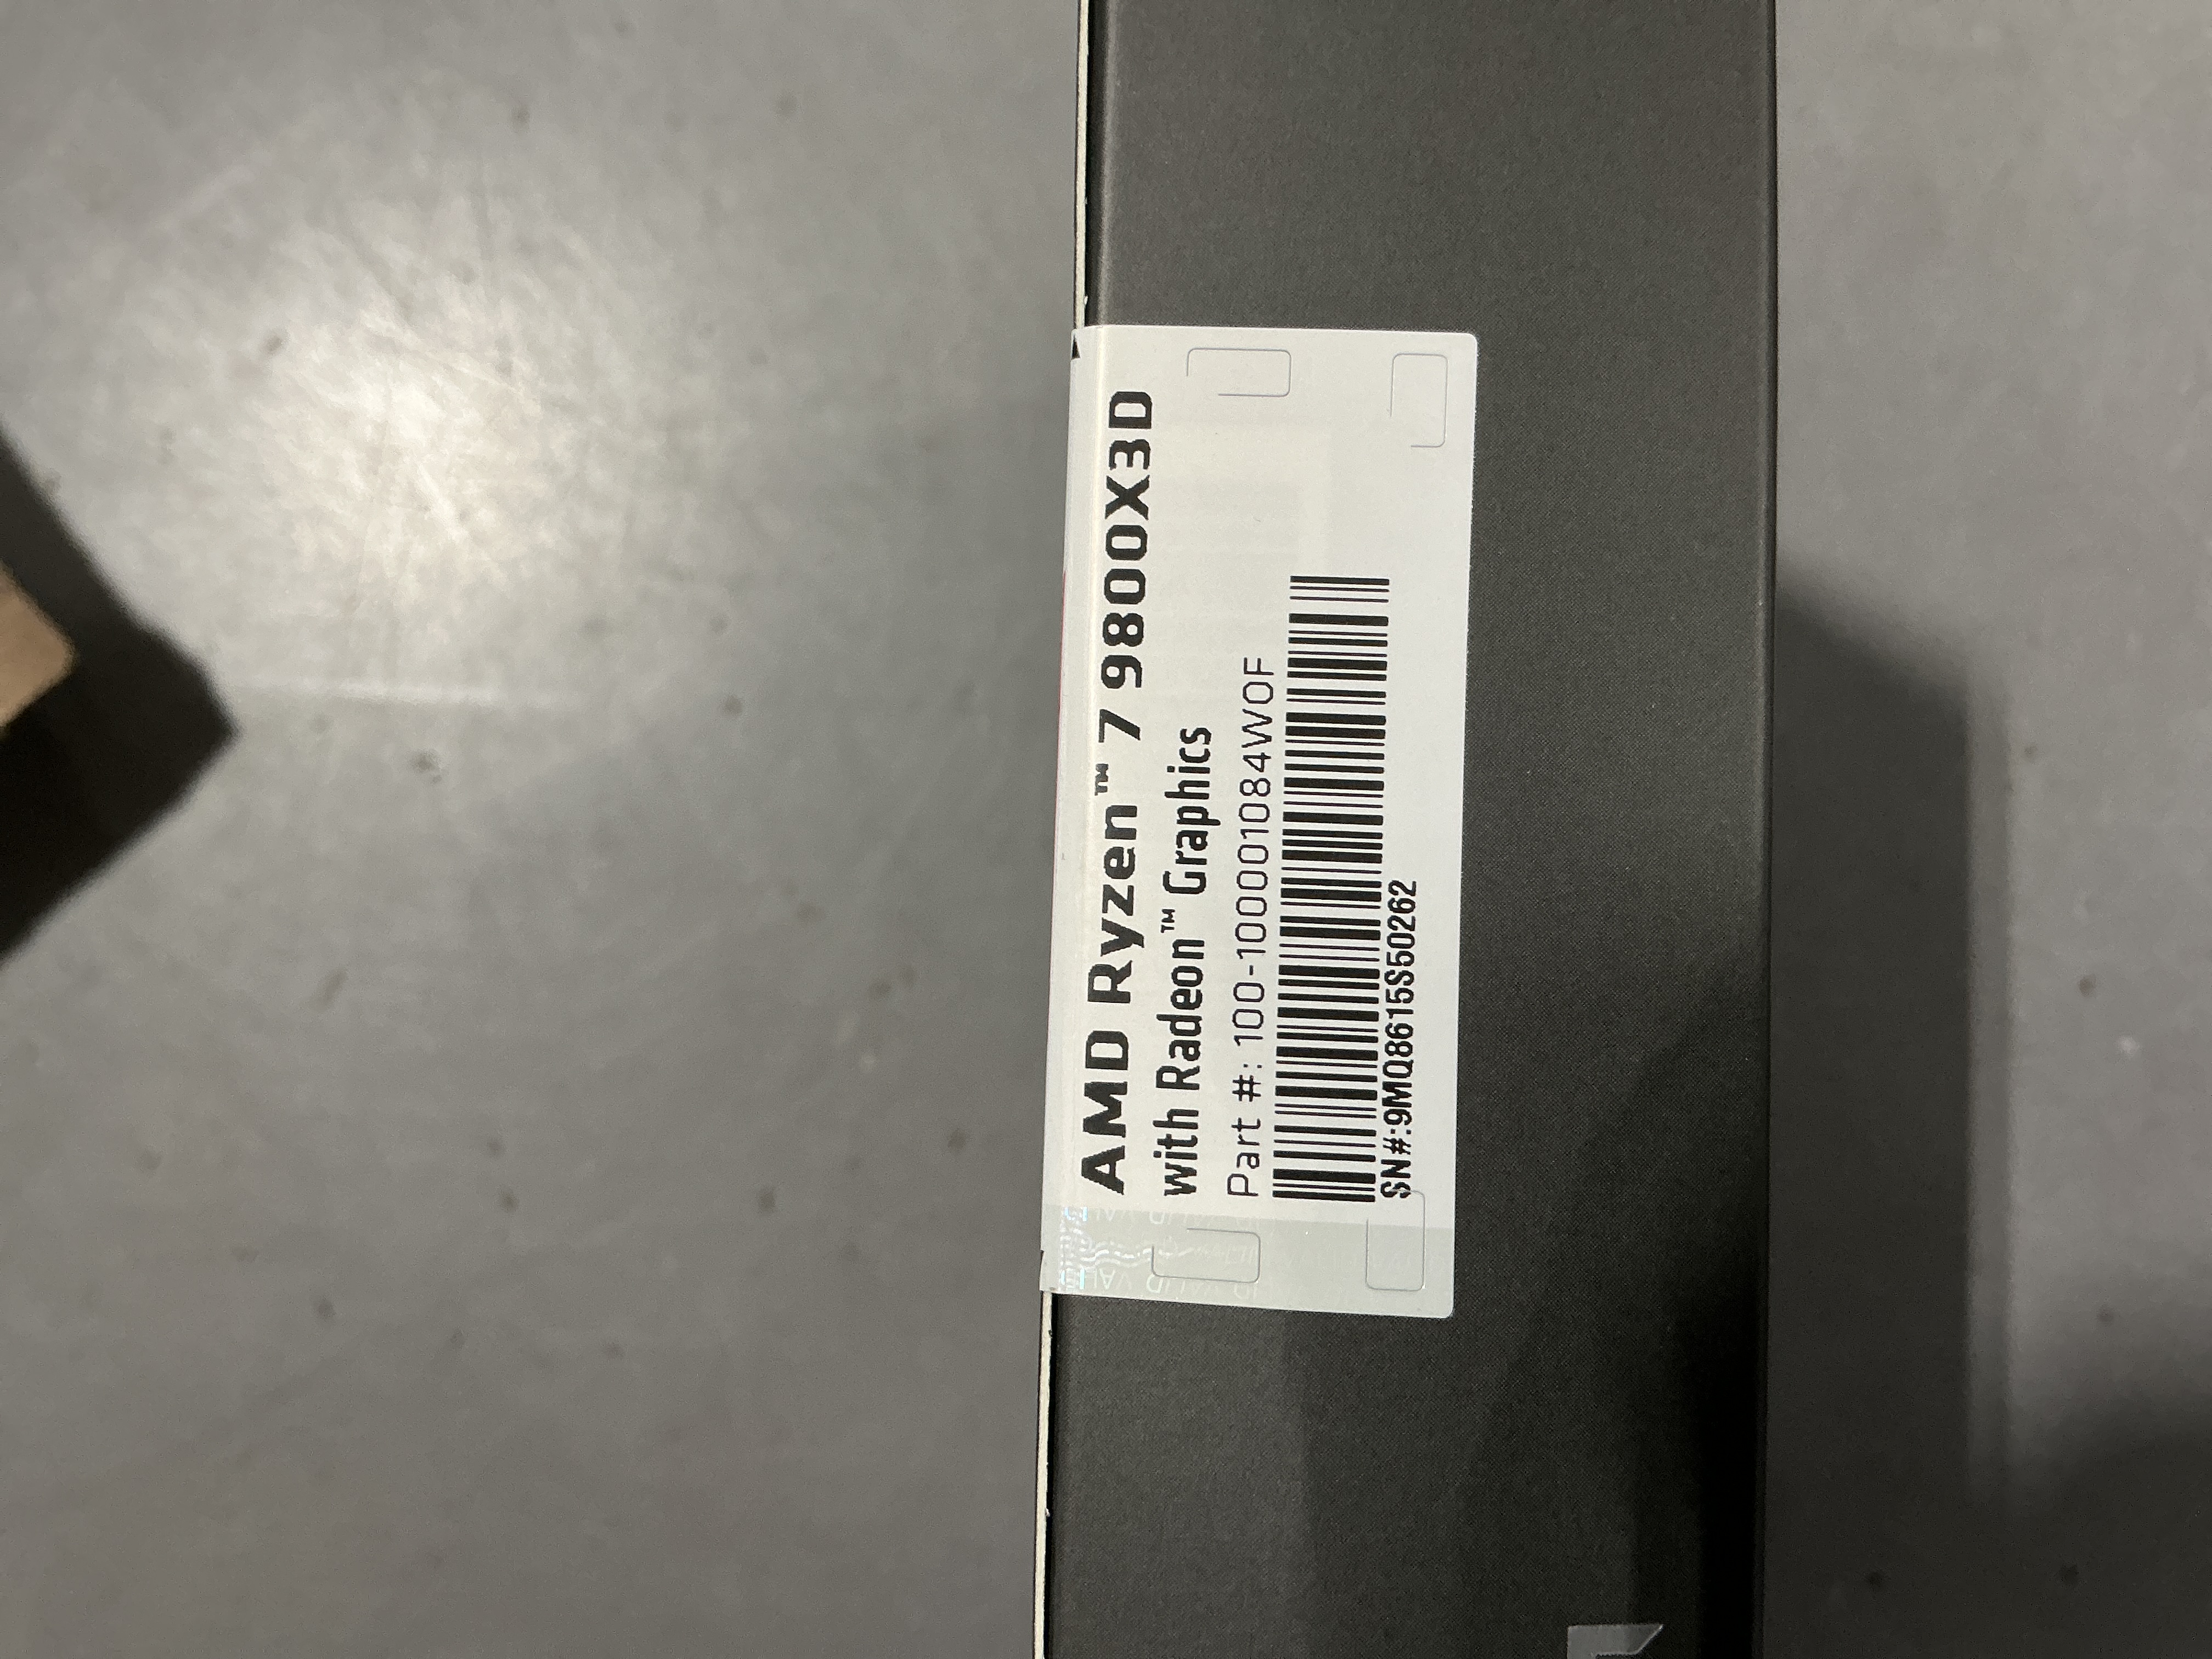 AMD Ryzen™ 7 9800X3D
with Radeon™ Graphics
Part #: 100-100001084WOF
SN#:9MQ8615S50262